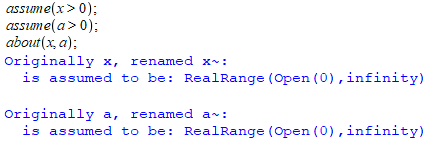 assume(x > 0);
assume(a > 0);
about(x, a);
Originally x, renamed x~:
  is assumed to be: RealRange(Open(0),infinity)

Originally a, renamed a~:
  is assumed to be: RealRange(Open(0),infinity)